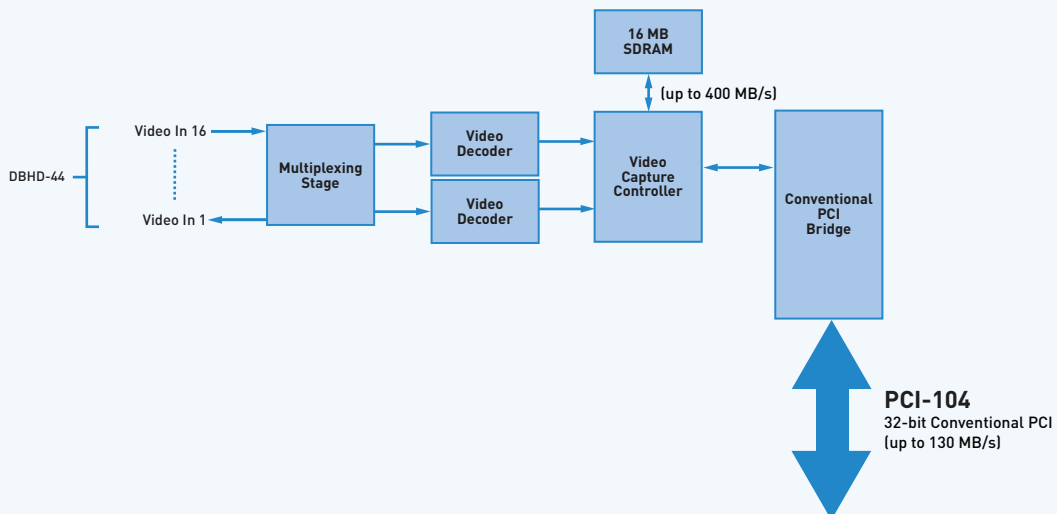 16 MB
SDRAM
(up to 400 MB/s)
DBHD-44
Video In 16
Video In 1
Multiplexing
Stage
Video
Decoder
Video
Decoder
Video
Capture
Controller
Conventional
PCI
Bridge
PCI-104
32-bit Conventional PCI
(up to 130 MB/s)